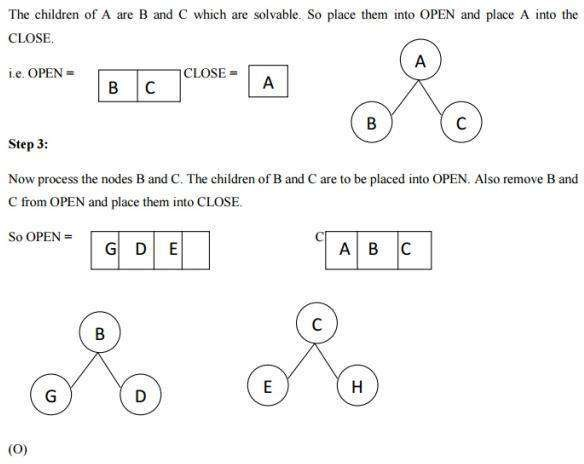 The children of A are B and C which are solvable. So place them into OPEN and place A into the
CLOSE.
i.e. OPEN =
B C
CLOSE =
A
A
B C
Step 3:
Now process the nodes B and C. The children of B and C are to be placed into OPEN. Also remove B and
C from OPEN and place them into CLOSE.
So OPEN =
G D E
C
A B C
B
G D
C
E H
(O)